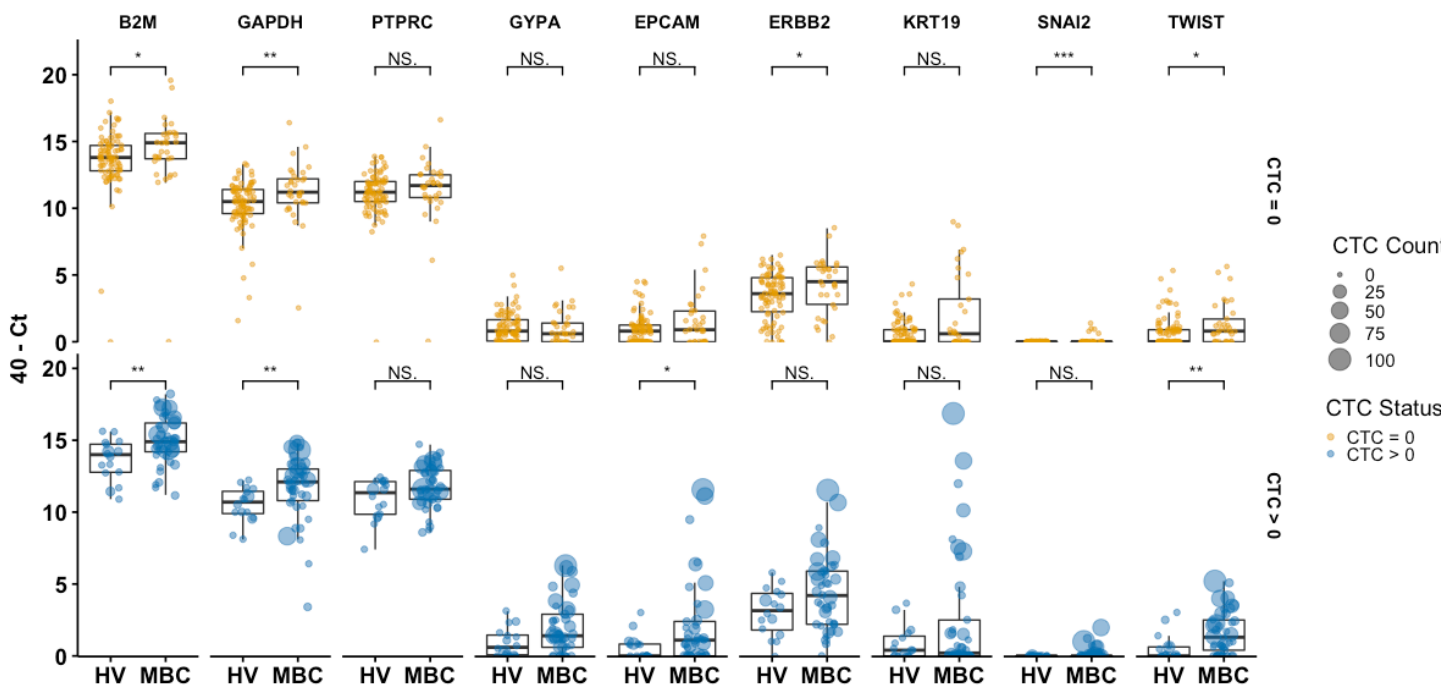 B2M GAPDH PTPRC GYPA EPCAM ERBB2 KRT19 SNAI2 TWIST
* ** NS. NS. NS. * NS. *** *
20
15
10
5
0
CTC = 0
40 - Ct
** ** NS. NS. * NS. NS. NS. **
20
15
10
5
0
CTC > 0
HV MBC HV MBC HV MBC HV MBC HV MBC HV MBC HV MBC HV MBC HV MBC
CTC Count
0
25
50
75
100
CTC Status
CTC = 0
CTC > 0